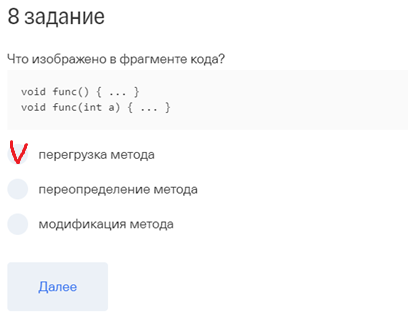 8 задание
Что изображено в фрагменте кода?
void func() { ... }
void func(int a) { ... }
перегрузка метода
переопределение метода
модификация метода
Далее